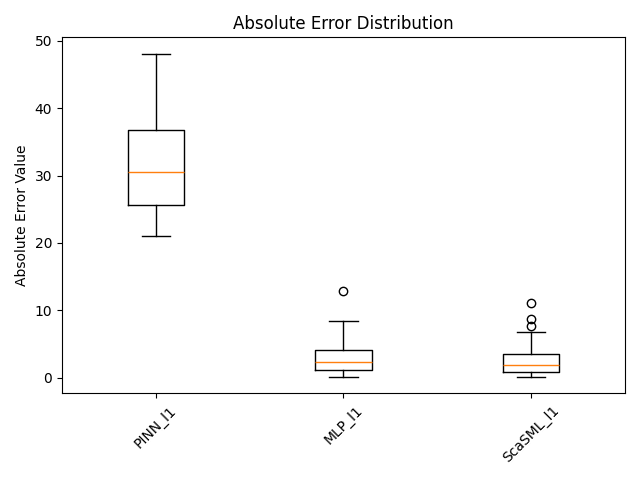 Absolute Error Distribution
Absolute Error Value
50
40
30
20
10
0
PINN_l1
MLP_l1
ScaSML_l1